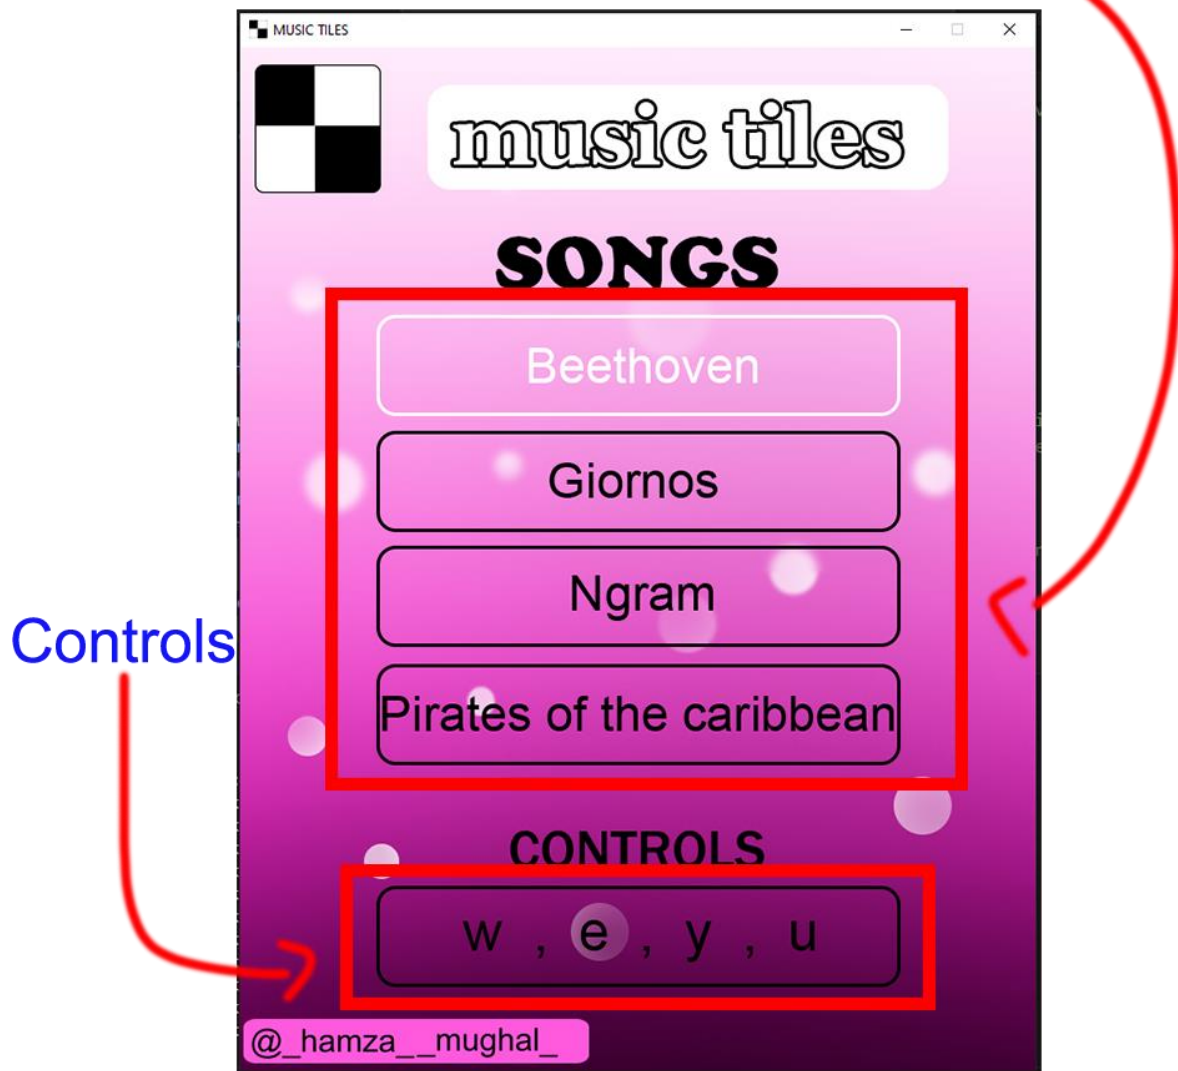 MUSIC TILES
music tiles
SONGS
Beethoven
Giornos
Ngram
Pirates of the caribbean
Controls
CONTROLS
w , e , y , u
@_hamza__mughal_